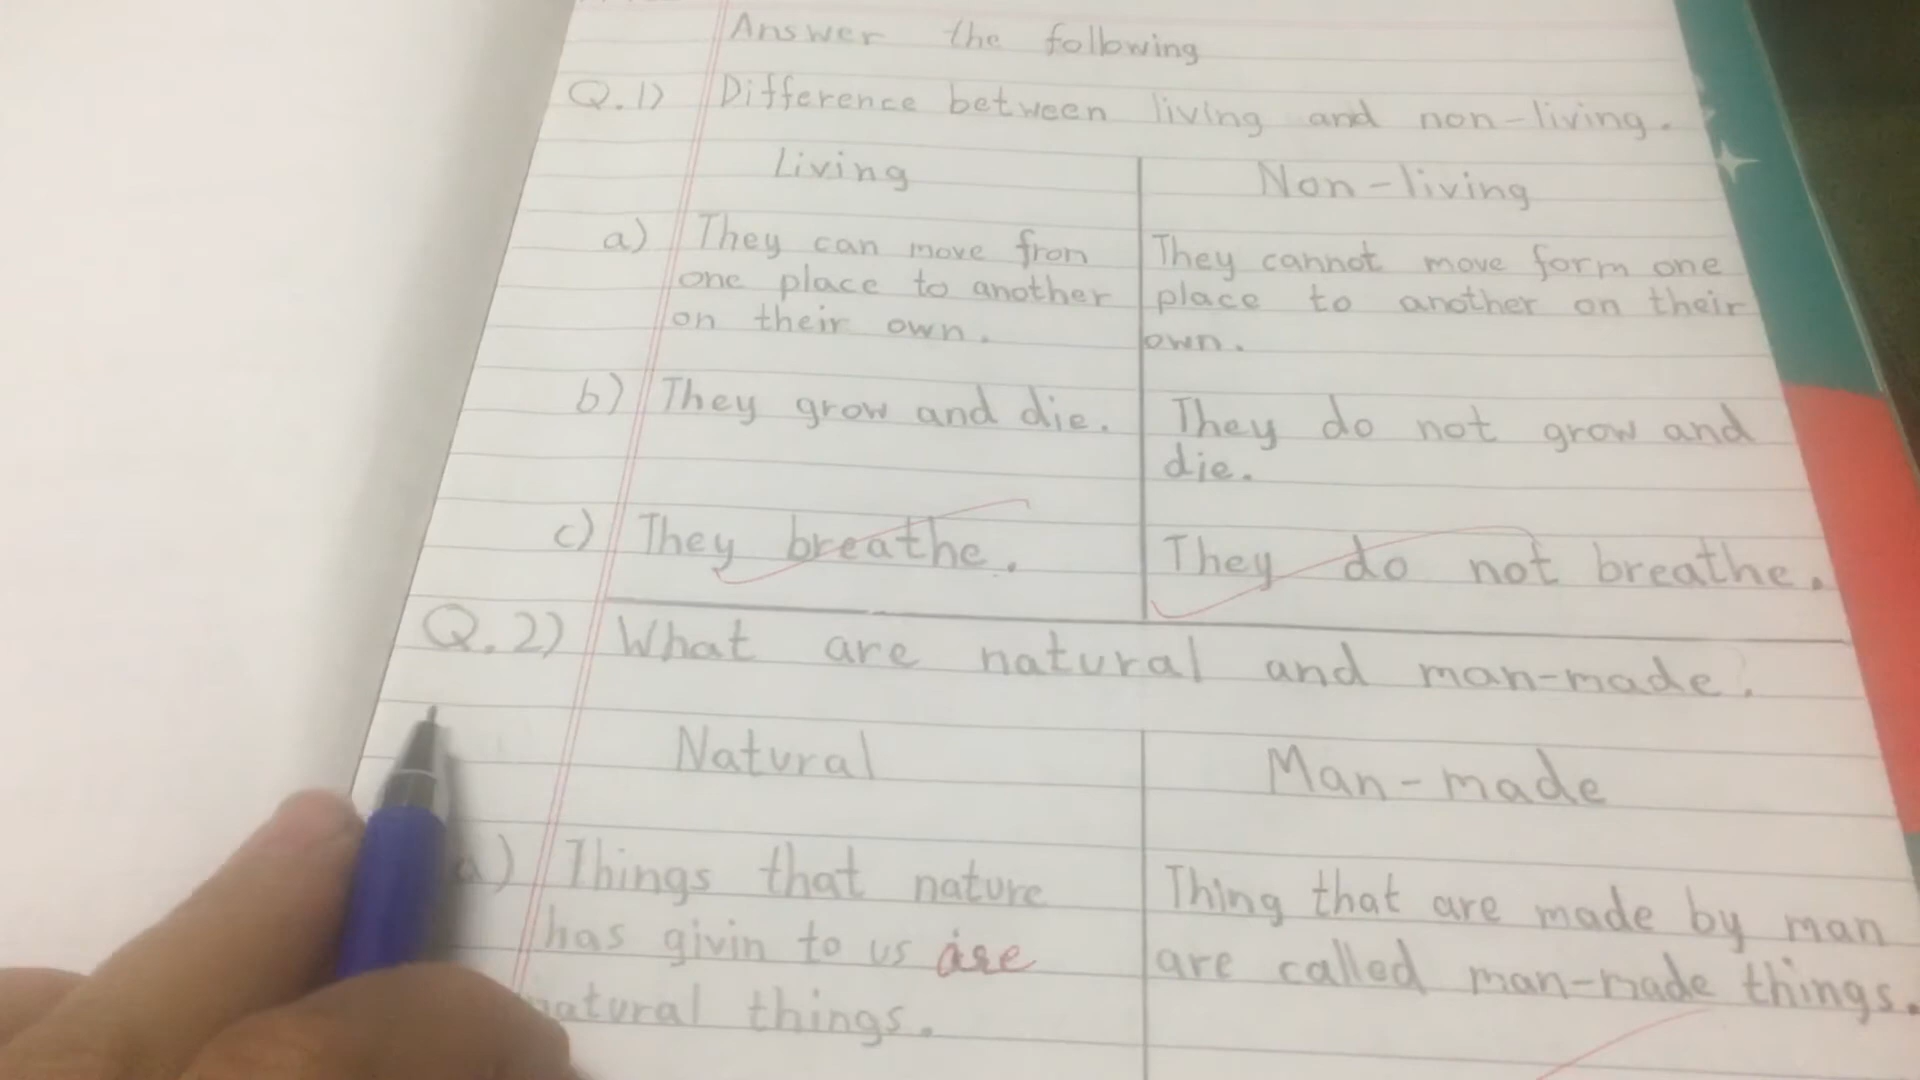 Answer the following
Q.1) Difference between living and non-living.
Living
Non-living
a) They can move fron
one place to another
on their own.
They cannot move form one
place to another on their
own.
b) They grow and die.
They do not grow and
die.
c) They breathe.
They do not breathe.
Q.2) What are natural and man-made.
Natural
Man-made
a) Things that nature
has givin to us are
natural things.
Thing that are made by man
are called man-made things.